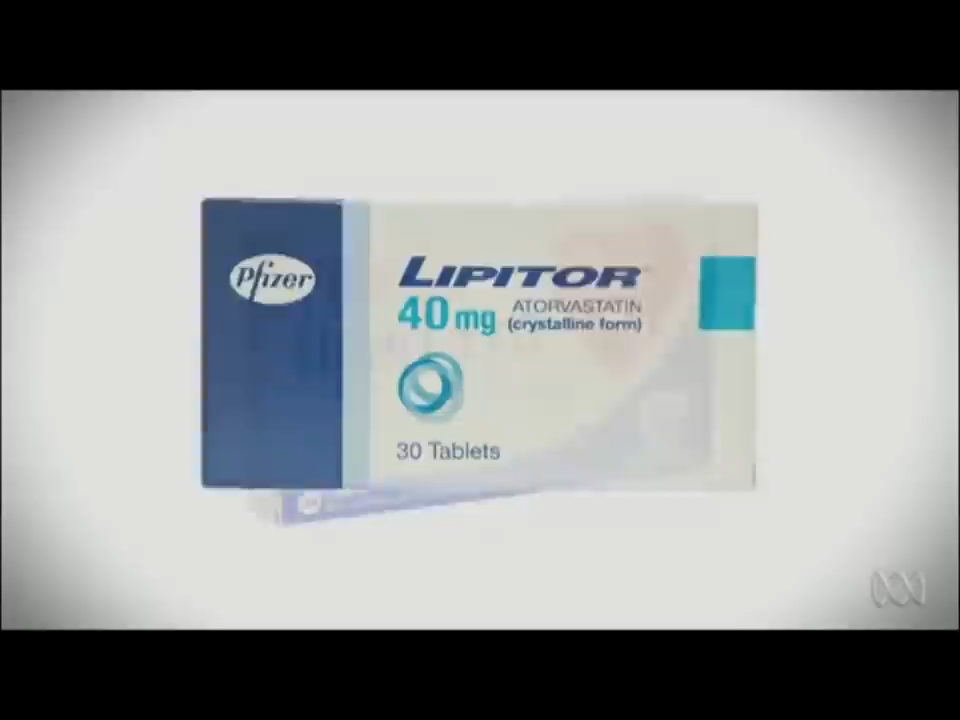 Pfizer
LIPITOR
40 mg
ATORVASTATIN
(crystalline form)
30 Tablets